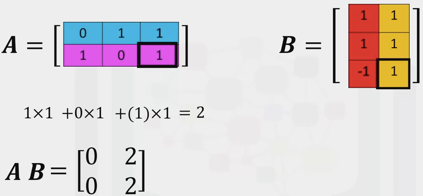 A = [ 0 1 1
1 0 1 ]
B = [ 1 1
1 1
-1 1 ]
1×1 +0×1 +(1)×1 = 2
A B = [ 0 2
0 2 ]